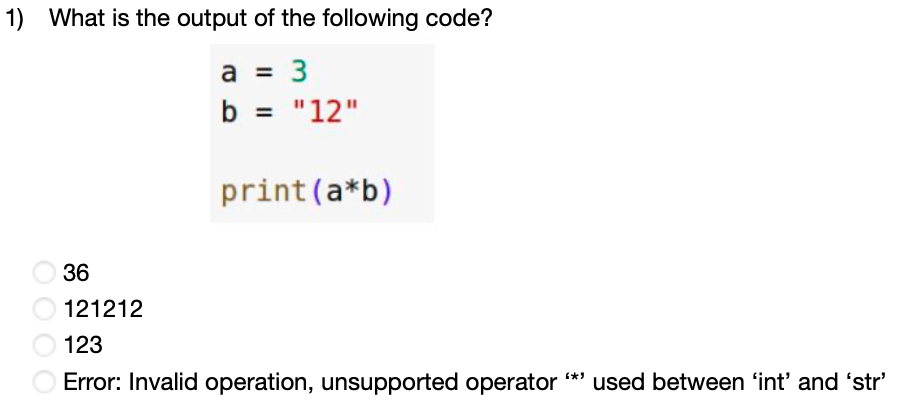 1) What is the output of the following code?
a = 3
b = "12"
print(a*b)
36
121212
123
Error: Invalid operation, unsupported operator ‘*’ used between ‘int’ and ‘str’